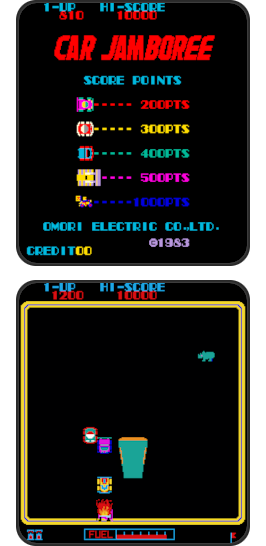 1-UP HI-SCORE
810 10000
CAR JAMBOREE
SCORE POINTS
200PTS
300PTS
400PTS
500PTS
1000PTS
OMORI ELECTRIC CO.,LTD.
©1983
CREDIT00
1-UP HI-SCORE
1200 10000
FUEL